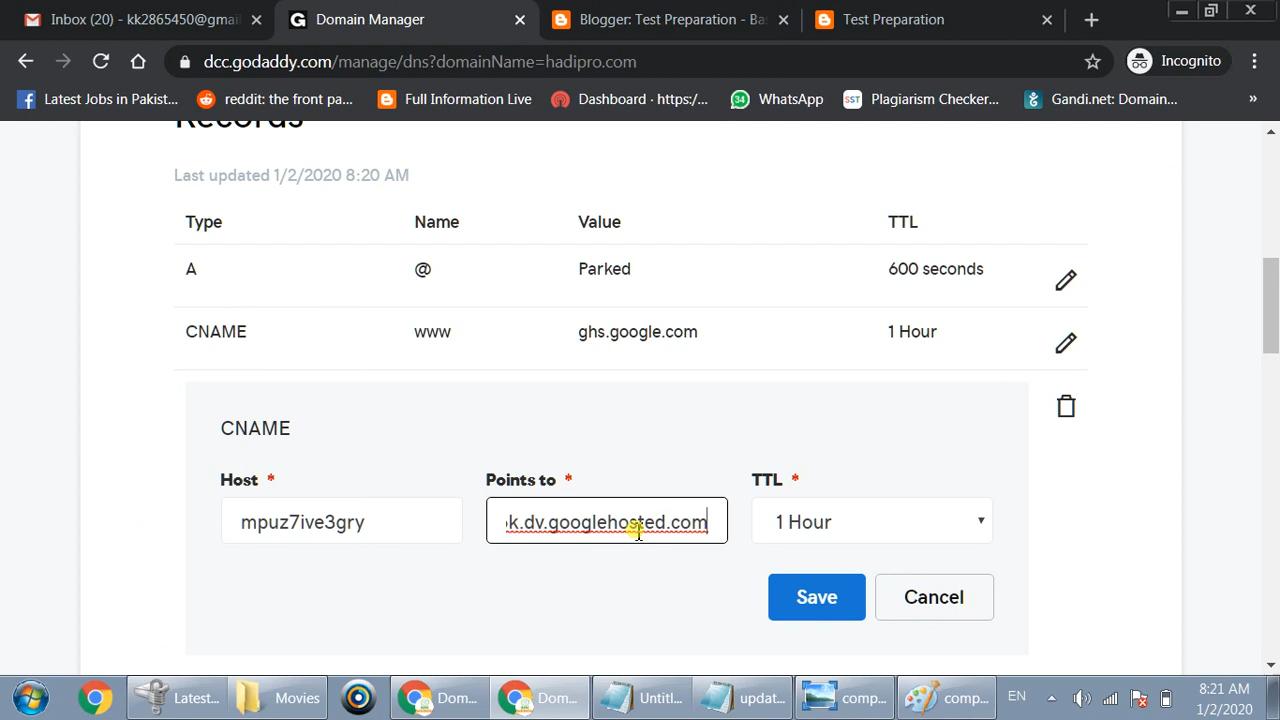 Inbox (20) - kk2865450@gmail
Domain Manager
Blogger: Test Preparation - Ba
Test Preparation
dcc.godaddy.com/manage/dns?domainName=hadipro.com
Incognito
Latest Jobs in Pakist...
reddit: the front pa...
Full Information Live
Dashboard · https:/...
34
WhatsApp
SST
Plagiarism Checker...
Gandi.net: Domain...
»
Records
Last updated 1/2/2020 8:20 AM
Type Name Value TTL
A @ Parked 600 seconds
CNAME www ghs.google.com 1 Hour
CNAME
Host * Points to * TTL *
mpuz7ive3gry k.dv.googlehosted.com 1 Hour
Save Cancel
Latest...
Movies
Dom...
Dom...
Untitl...
updat...
comp...
comp...
EN
8:21 AM
1/2/2020